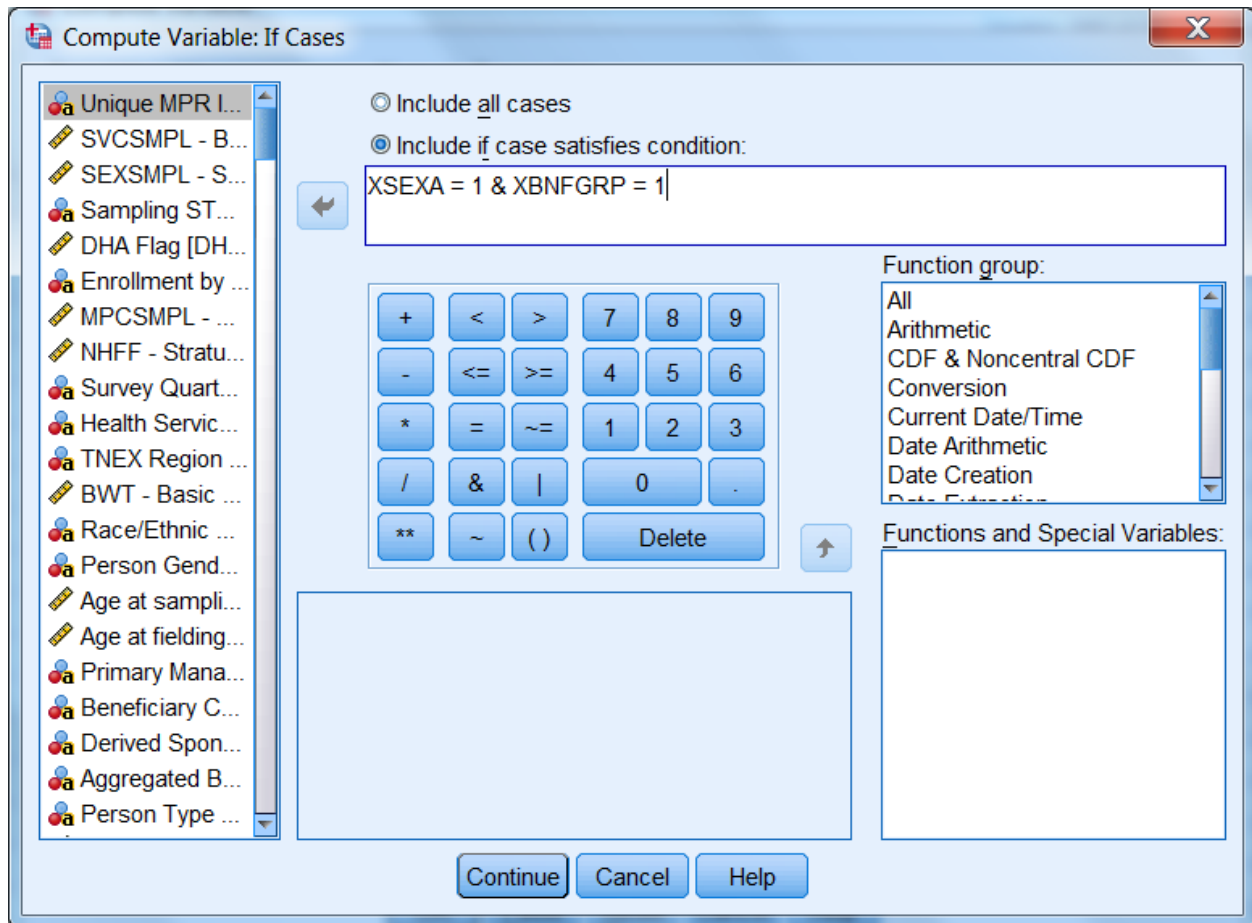 Compute Variable: If Cases
X
Unique MPR I...
SVCSMPL - B...
SEXSMPL - S...
Sampling ST...
DHA Flag [DH...
Enrollment by ...
MPCSMPL - ...
NHFF - Stratu...
Survey Quart...
Health Servic...
TNEX Region ...
BWT - Basic ...
Race/Ethnic ...
Person Gend...
Age at sampli...
Age at fielding...
Primary Mana...
Beneficiary C...
Derived Spon...
Aggregated B...
Person Type ...
Include all cases
Include if case satisfies condition:
XSEXA = 1 & XBNFGRP = 1
+ < > 7 8 9
- <= >= 4 5 6
* = ~= 1 2 3
/ & | 0 .
** ~ ( ) Delete
Function group:
All
Arithmetic
CDF & Noncentral CDF
Conversion
Current Date/Time
Date Arithmetic
Date Creation
Date Extraction
Functions and Special Variables:
Continue Cancel Help